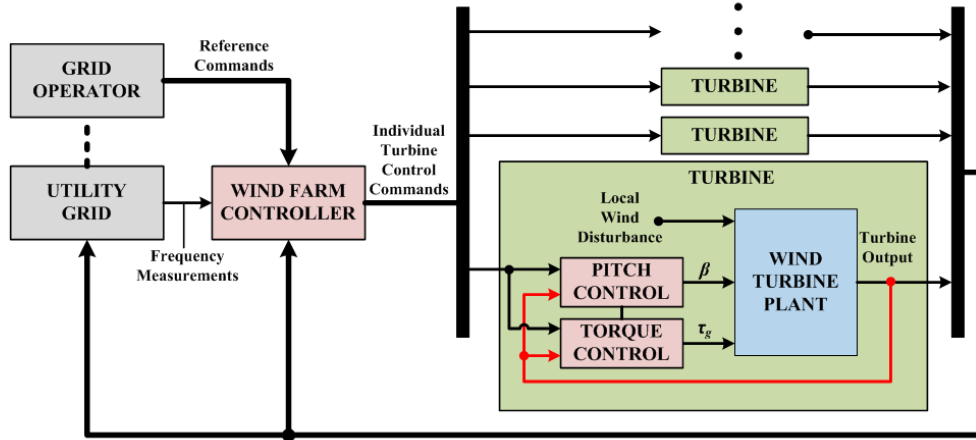 GRID
OPERATOR
Reference
Commands
UTILITY
GRID
Frequency
Measurements
WIND FARM
CONTROLLER
Individual
Turbine
Control
Commands
TURBINE
TURBINE
TURBINE
Local
Wind
Disturbance
PITCH
CONTROL
β
TORQUE
CONTROL
τg
WIND
TURBINE
PLANT
Turbine
Output